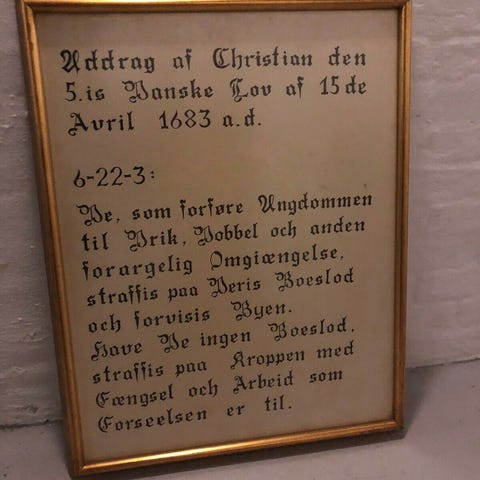 Uddrag af Christian den
5.is Danske Lov af 15de
Avril 1683 a.d.
6-22-3:
De, som forføre Ungdommen
til Drik, Dobbel och anden
forargelig Omgiængelse,
straffis paa Deris Boeslod
och forvisis Byen.
Have De ingen Boeslod,
straffis paa Kroppen med
Fængsel och Arbeid som
Forseelsen er til.